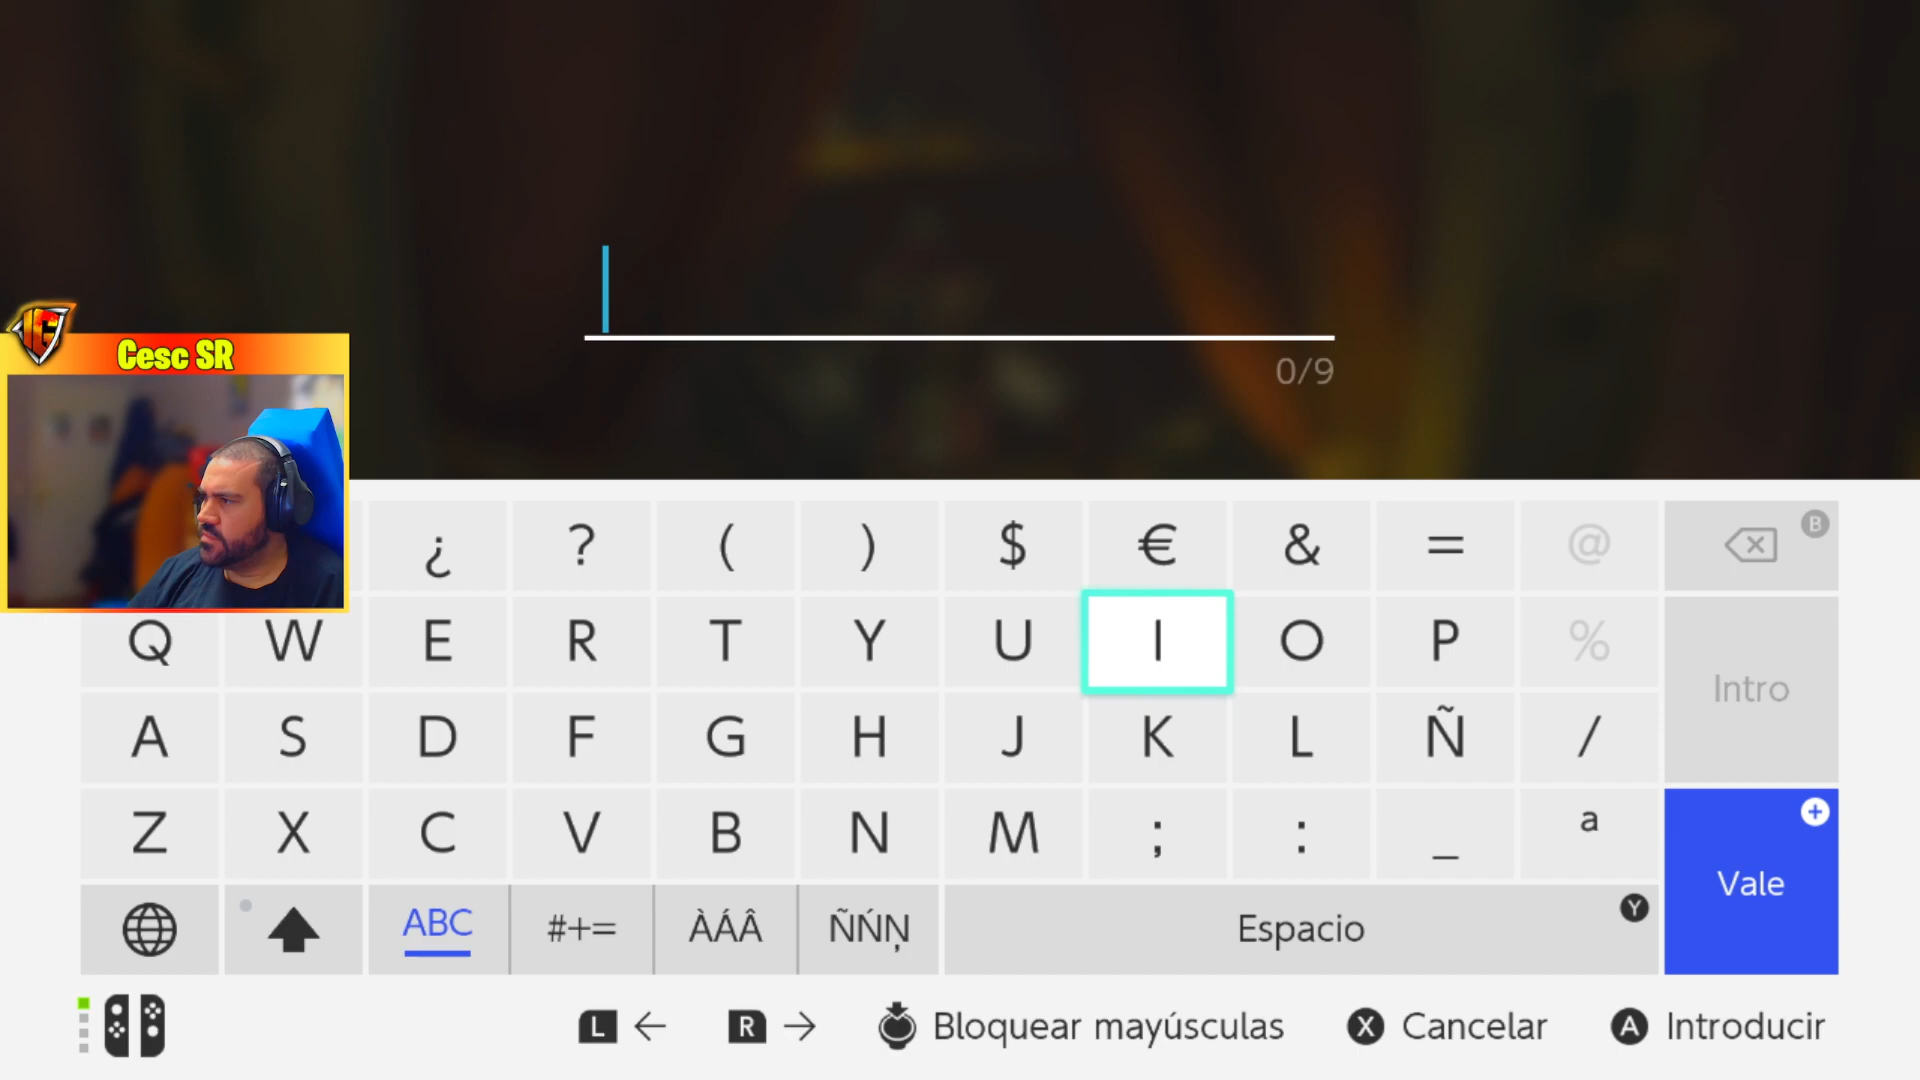 0/9
Cesc SR
¿ ? ( ) $ € & = @ B
Q W E R T Y U I O P %
Intro
A S D F G H J K L Ñ /
Z X C V B N M ; : _ ª
Vale
ABC #+= ÀÁÂ ÑŃŅ Espacio Y
L ← R → Bloquear mayúsculas X Cancelar A Introducir